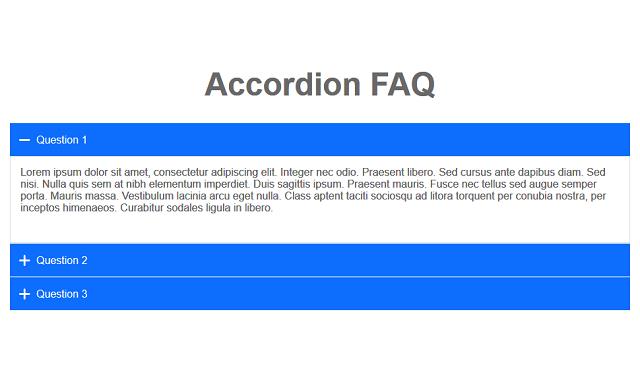 Accordion FAQ
Question 1
Lorem ipsum dolor sit amet, consectetur adipiscing elit. Integer nec odio. Praesent libero. Sed cursus ante dapibus diam. Sed
nisi. Nulla quis sem at nibh elementum imperdiet. Duis sagittis ipsum. Praesent mauris. Fusce nec tellus sed augue semper
porta. Mauris massa. Vestibulum lacinia arcu eget nulla. Class aptent taciti sociosqu ad litora torquent per conubia nostra, per
inceptos himenaeos. Curabitur sodales ligula in libero.
Question 2
Question 3